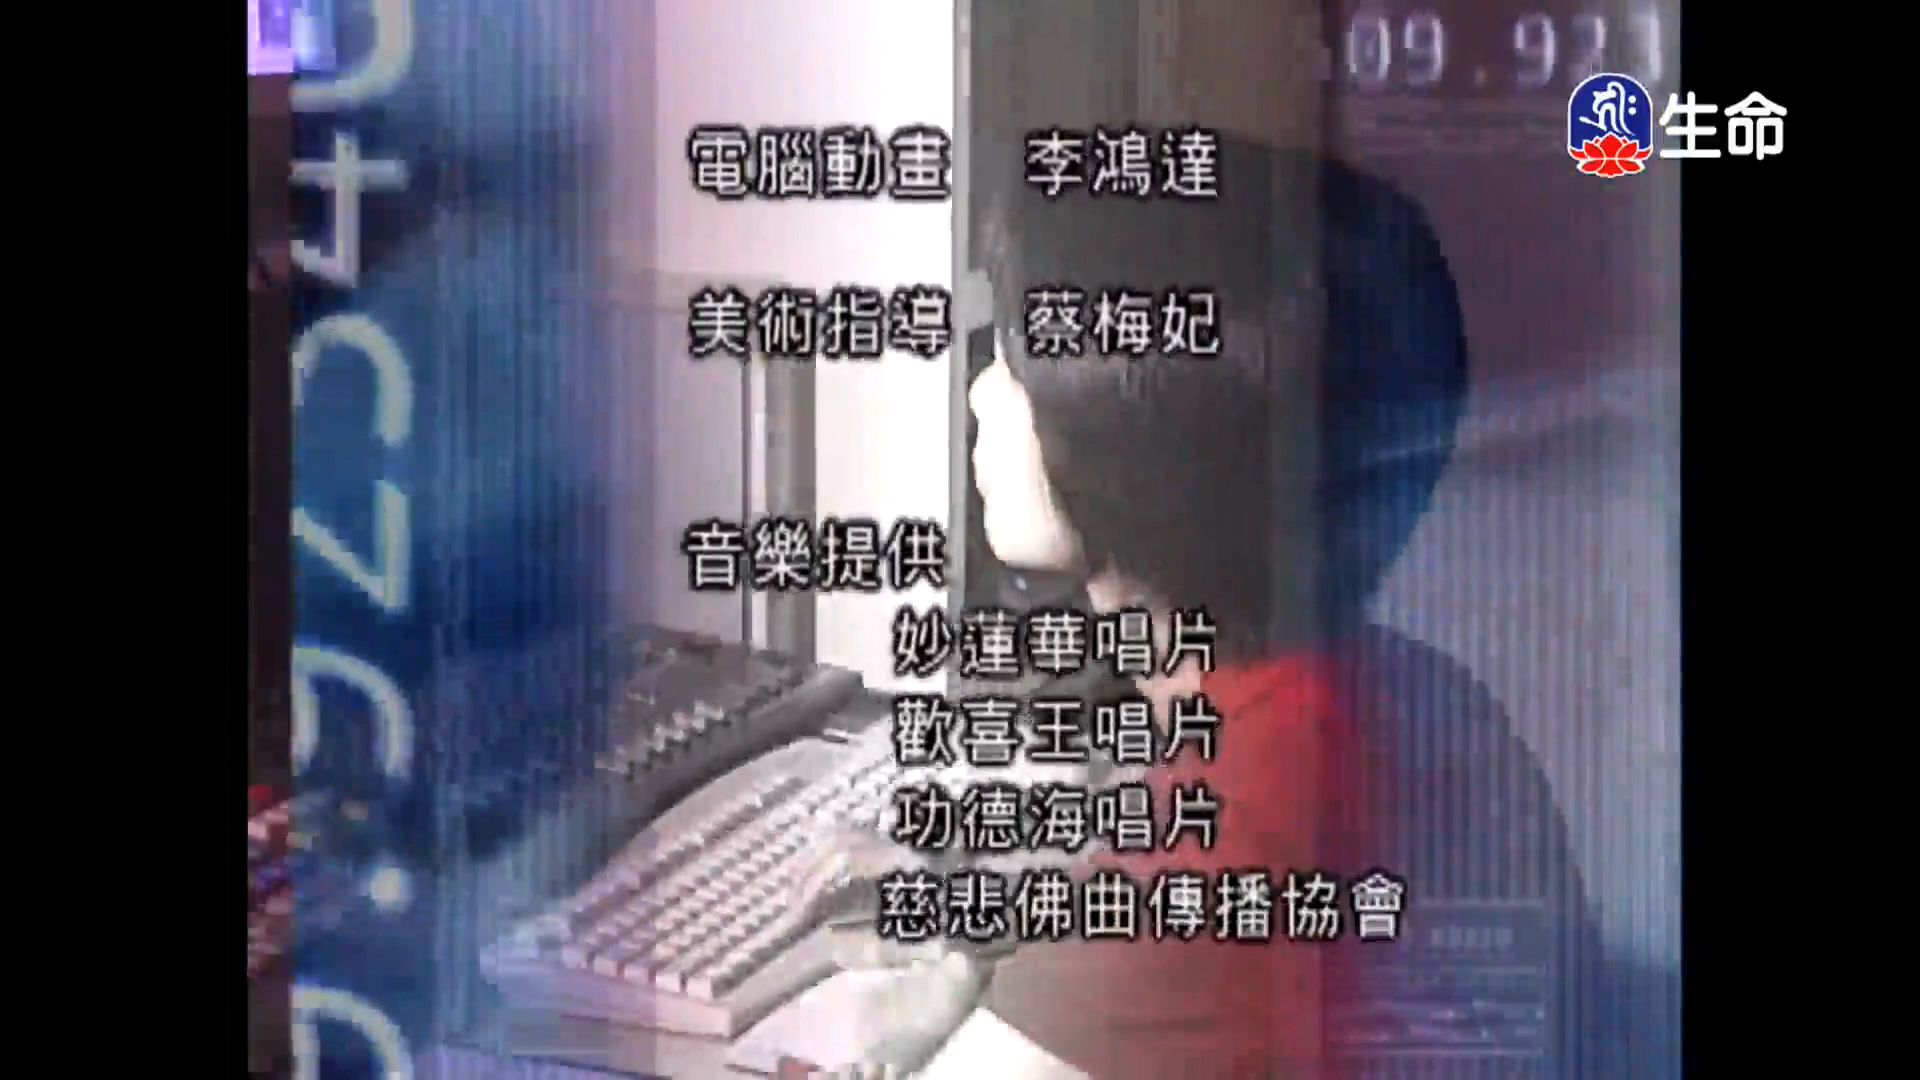 09.923
生命
電腦動畫 李鴻達
美術指導 蔡梅妃
音樂提供
妙蓮華唱片
歡喜王唱片
功德海唱片
慈悲佛曲傳播協會